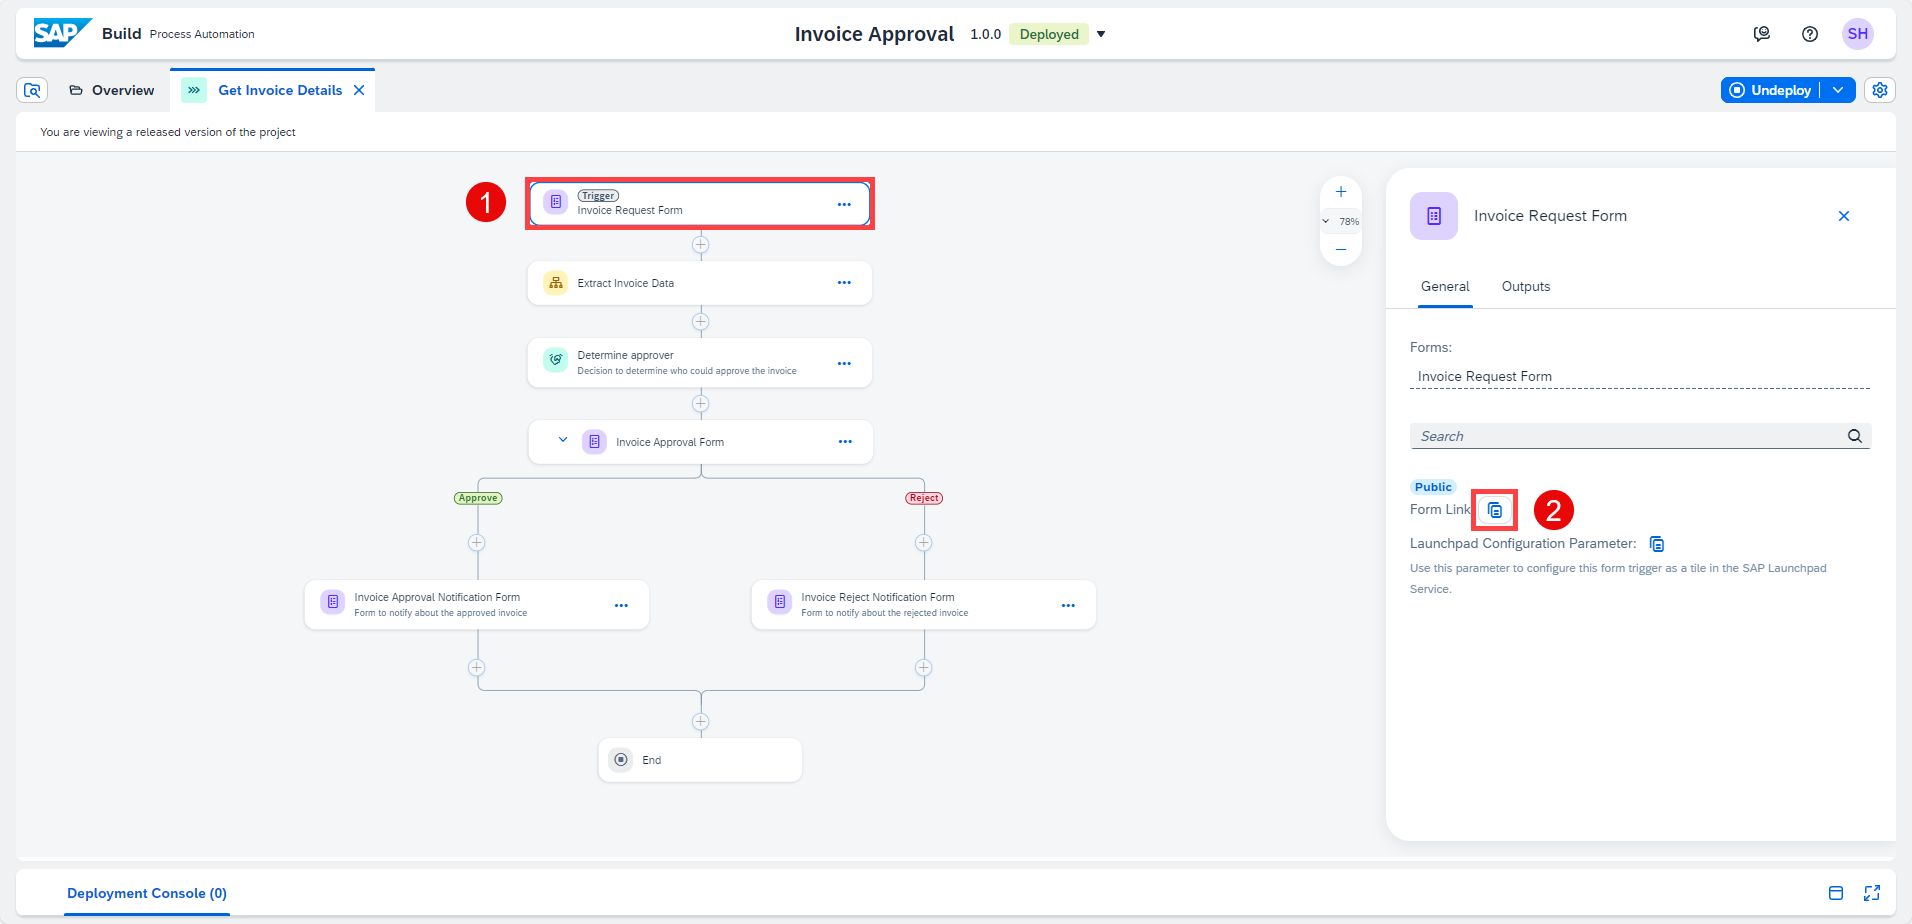 SAP Build Process Automation
Invoice Approval 1.0.0 Deployed
SH
Overview
Get Invoice Details
Undeploy
You are viewing a released version of the project
1
Trigger
Invoice Request Form
Extract Invoice Data
Determine approver
Decision to determine who could approve the invoice
Invoice Approval Form
Approve
Reject
Invoice Approval Notification Form
Form to notify about the approved invoice
Invoice Reject Notification Form
Form to notify about the rejected invoice
End
78%
Invoice Request Form
General
Outputs
Forms:
Invoice Request Form
Search
Public
Form Link
2
Launchpad Configuration Parameter:
Use this parameter to configure this form trigger as a tile in the SAP Launchpad
Service.
Deployment Console (0)